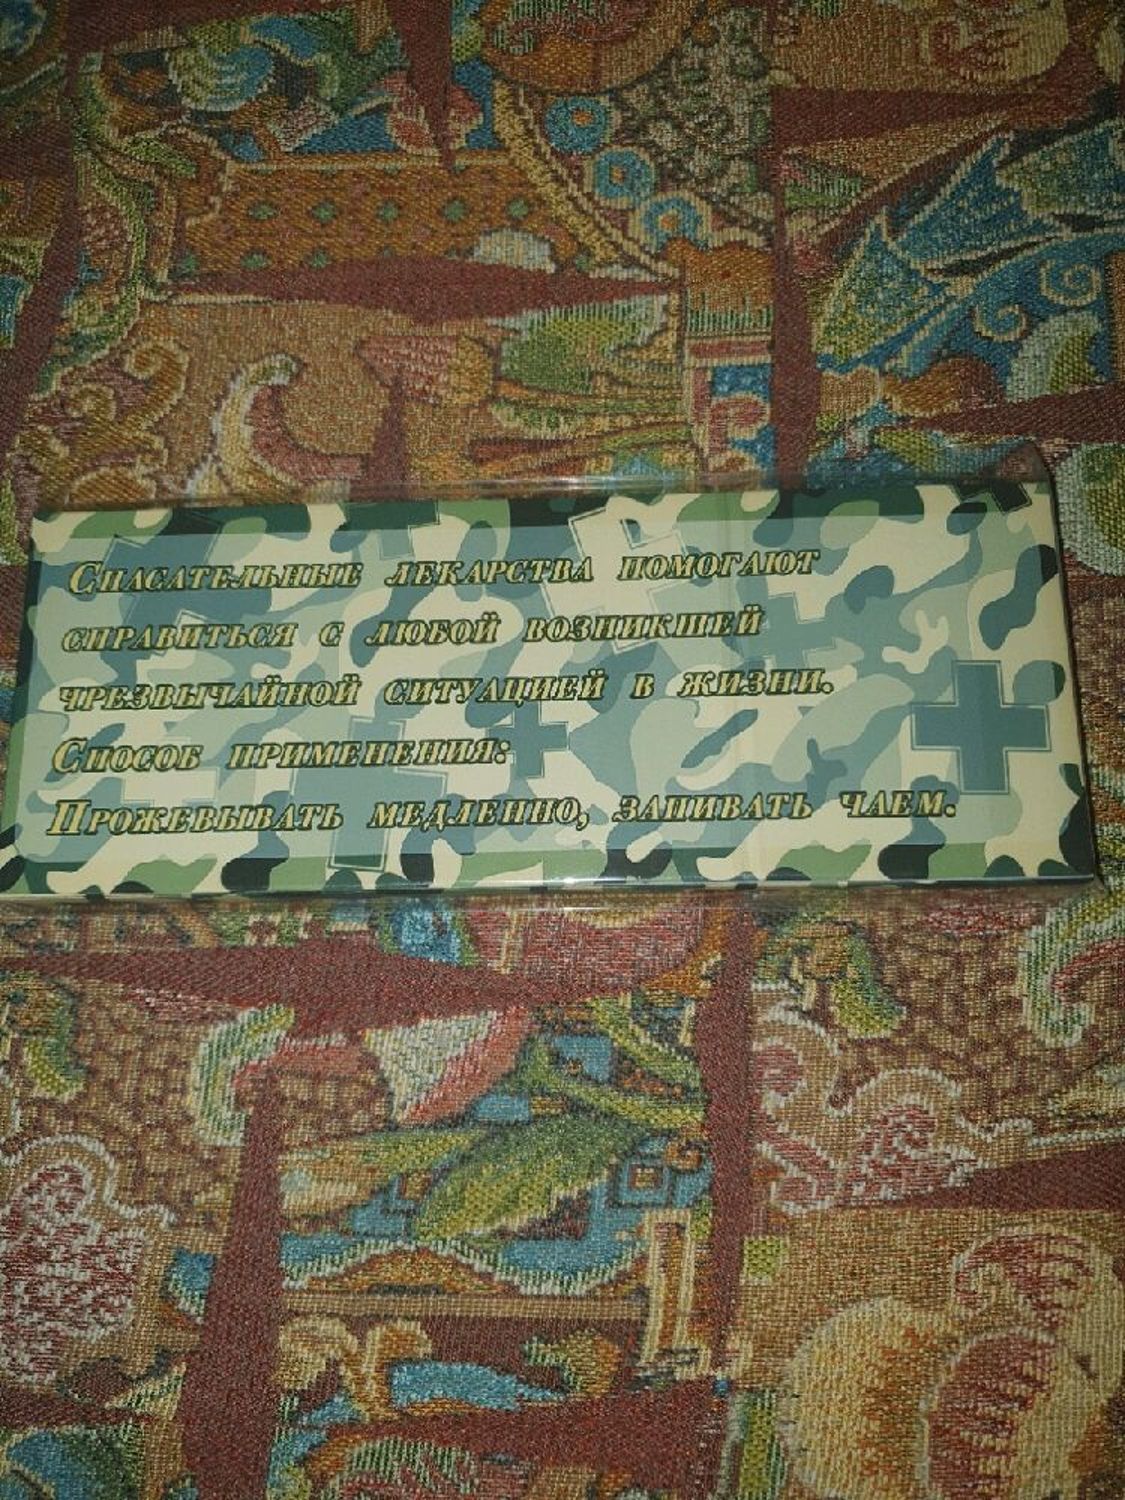 Спасательные лекарства помогают
справиться с любой возникшей
чрезвычайной ситуацией в жизни.
Способ применения:
Прожевывать медленно, запивать чаем.